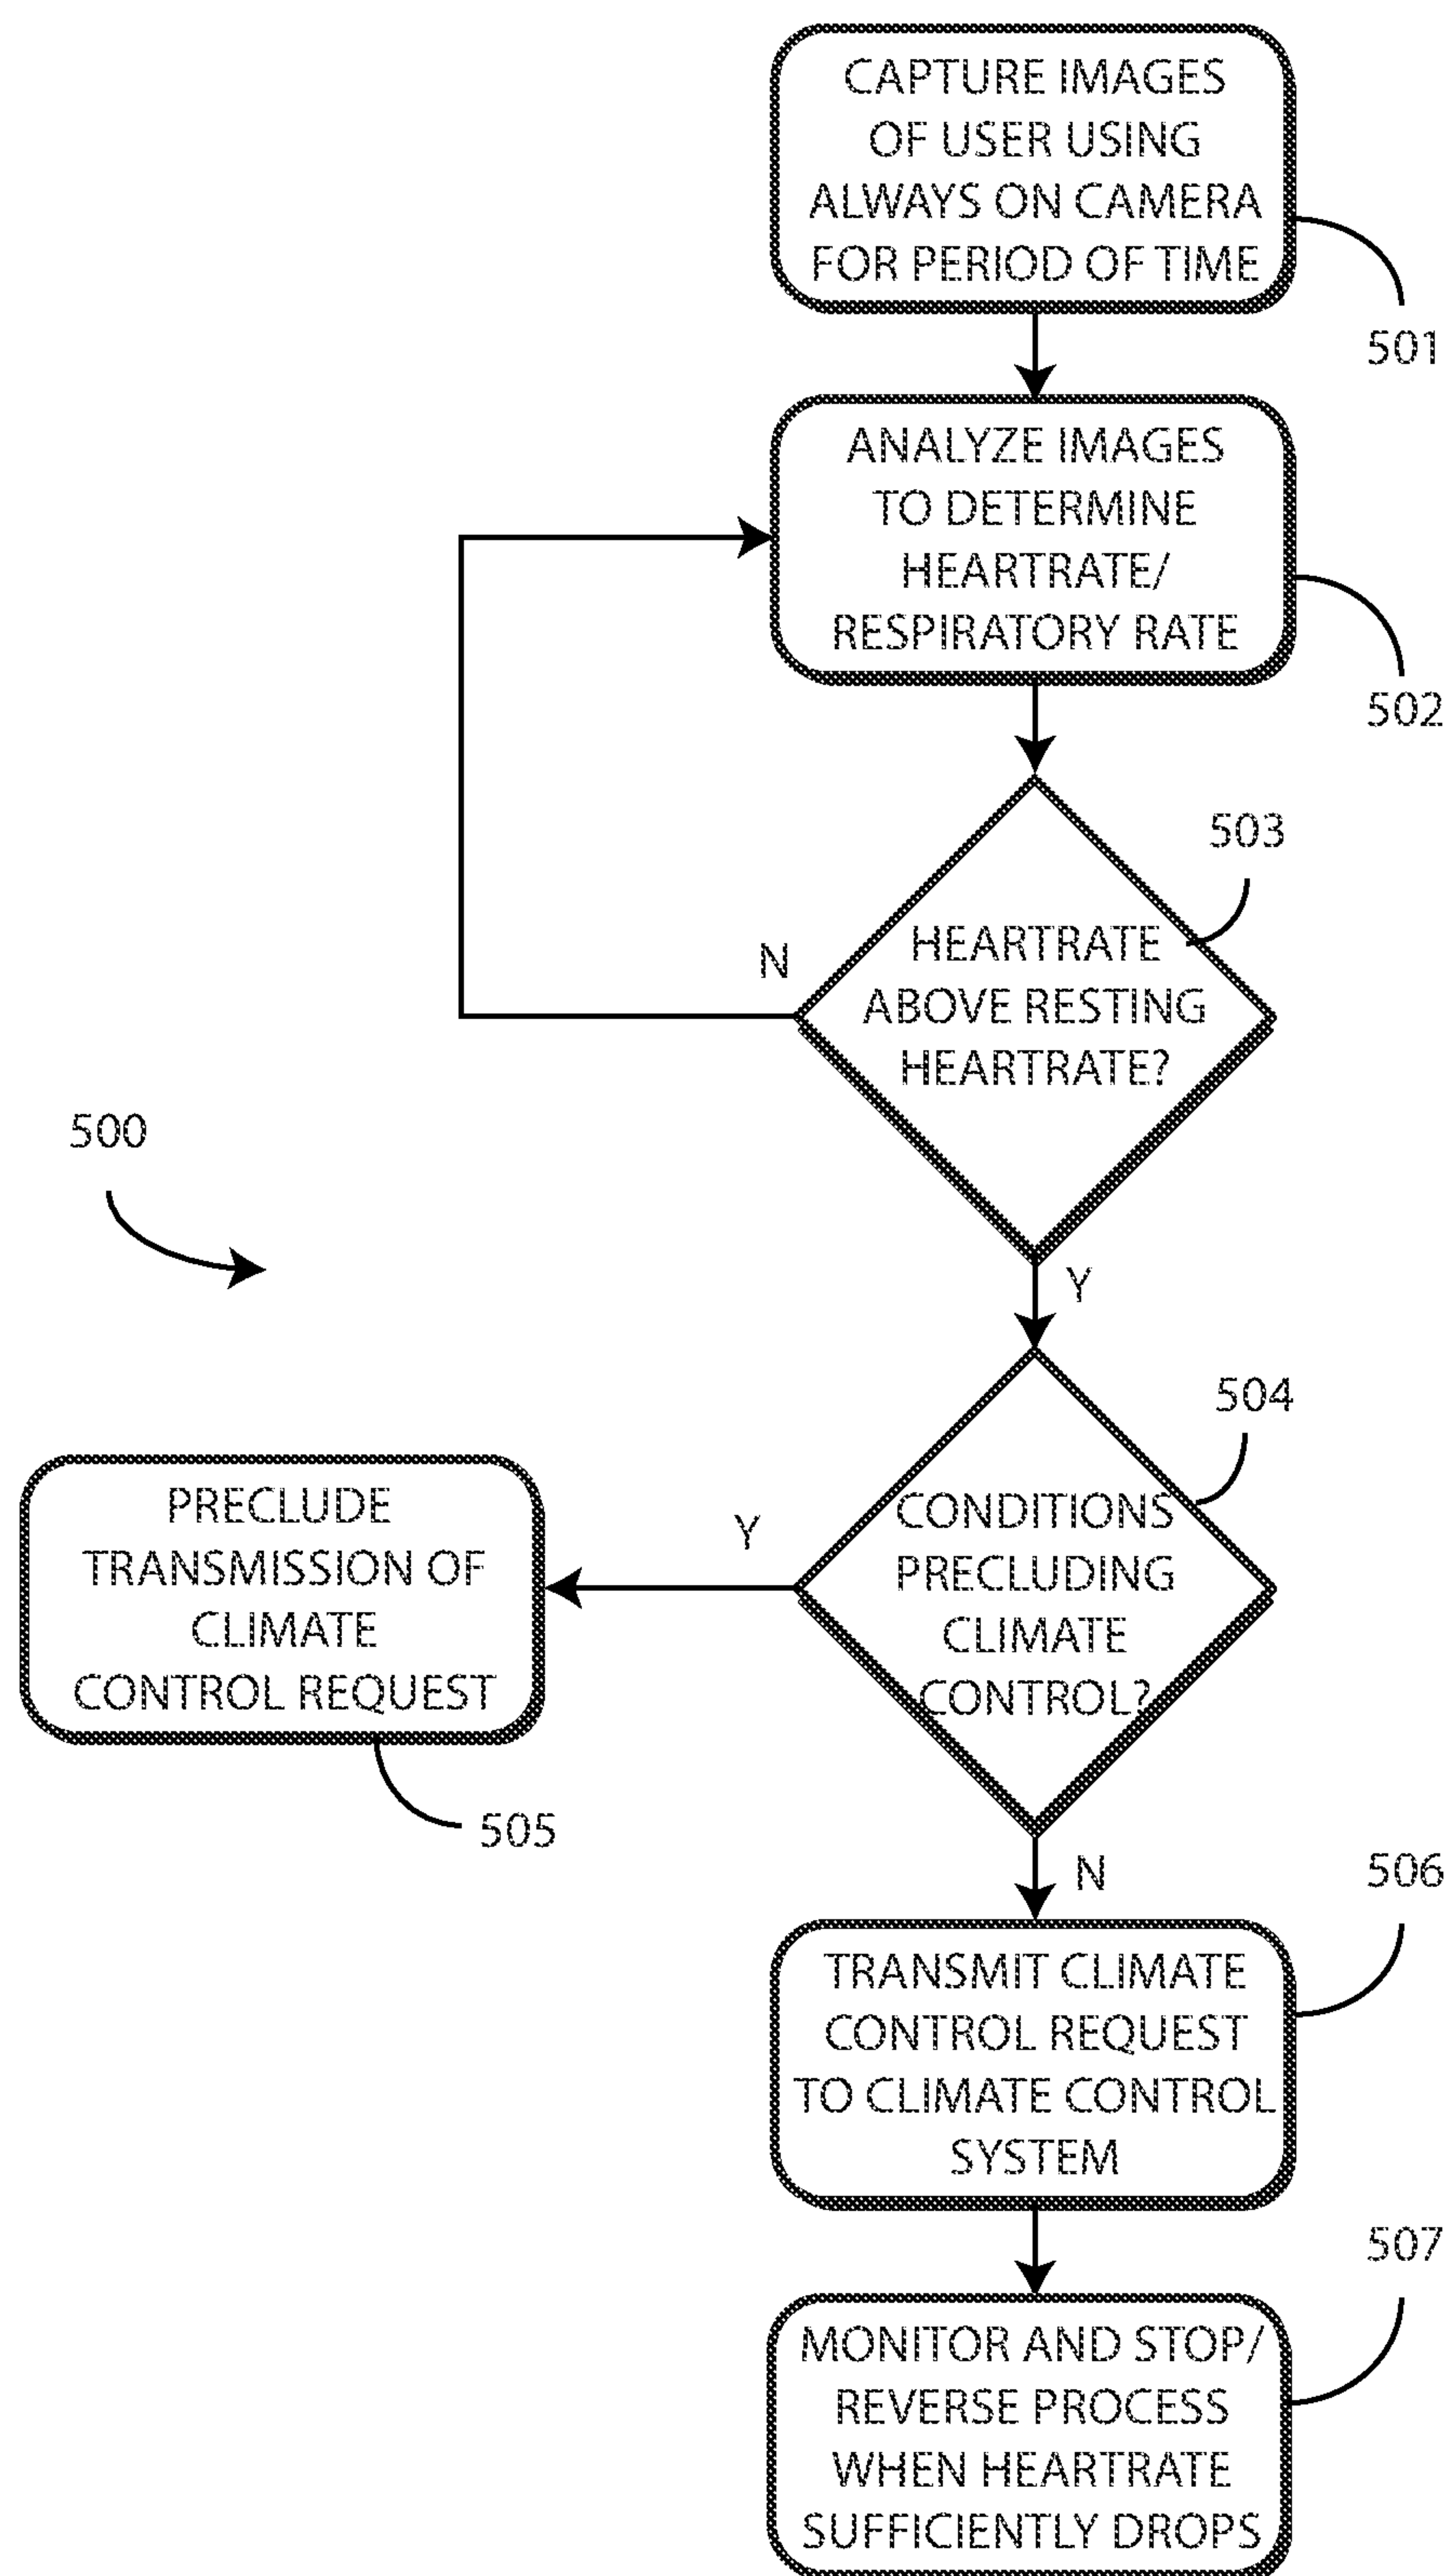 CAPTURE IMAGES
OF USER USING
ALWAYS ON CAMERA
FOR PERIOD OF TIME
501
ANALYZE IMAGES
TO DETERMINE
HEARTRATE/
RESPIRATORY RATE
502
503
HEARTRATE
ABOVE RESTING
HEARTRATE?
N
500
Y
504
CONDITIONS
PRECLUDING
CLIMATE
CONTROL?
Y
PRECLUDE
TRANSMISSION OF
CLIMATE
CONTROL REQUEST
505
N
506
TRANSMIT CLIMATE
CONTROL REQUEST
TO CLIMATE CONTROL
SYSTEM
507
MONITOR AND STOP/
REVERSE PROCESS
WHEN HEARTRATE
SUFFICIENTLY DROPS